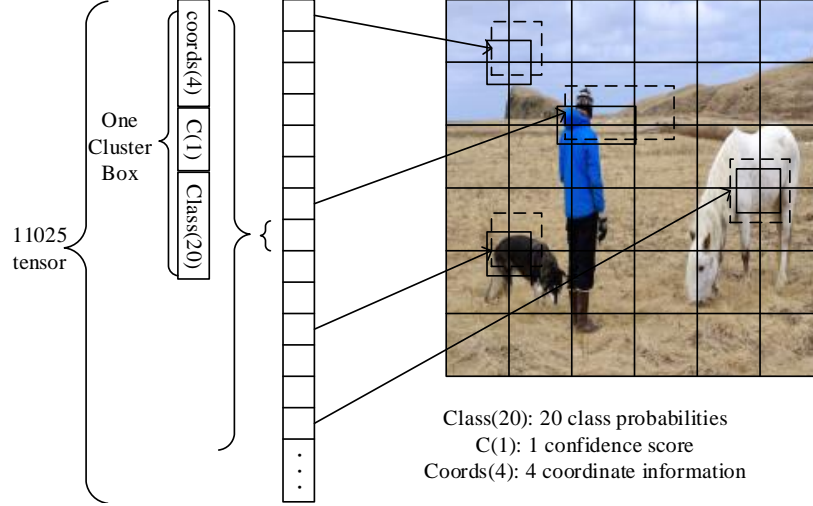 11025
tensor
One
Cluster
Box
coords(4)
C(1)
Class(20)
Class(20): 20 class probabilities
C(1): 1 confidence score
Coords(4): 4 coordinate information